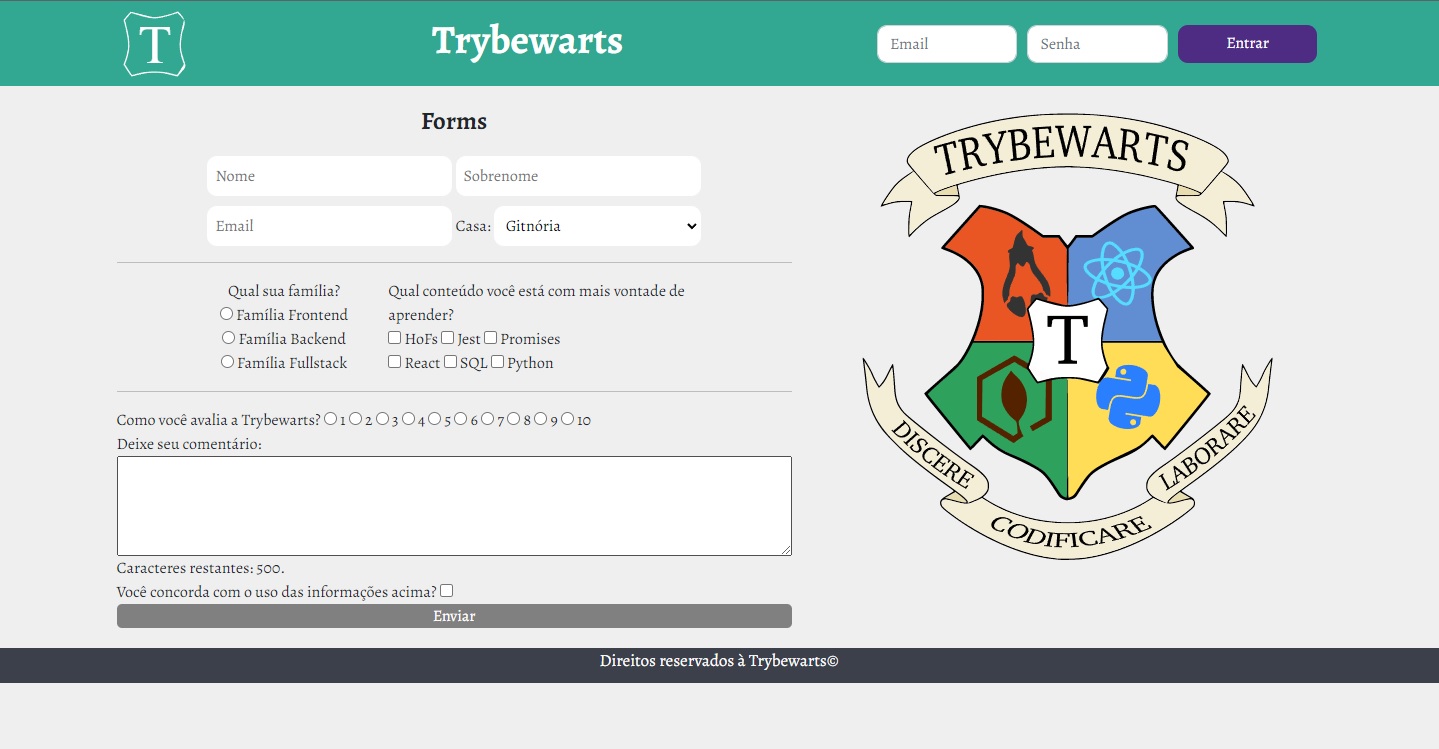 T
Trybewarts
Email
Senha
Entrar
Forms
Nome
Sobrenome
Email
Casa: Gitnória
Qual sua família?
Família Frontend
Família Backend
Família Fullstack
Qual conteúdo você está com mais vontade de
aprender?
HoFs Jest Promises
React SQL Python
Como você avalia a Trybewarts? 1 2 3 4 5 6 7 8 9 10
Deixe seu comentário:
Caracteres restantes: 500.
Você concorda com o uso das informações acima?
Enviar
TRYBEWARTS
T
DISCERE
CODIFICARE
LABORARE
Direitos reservados à Trybewarts©